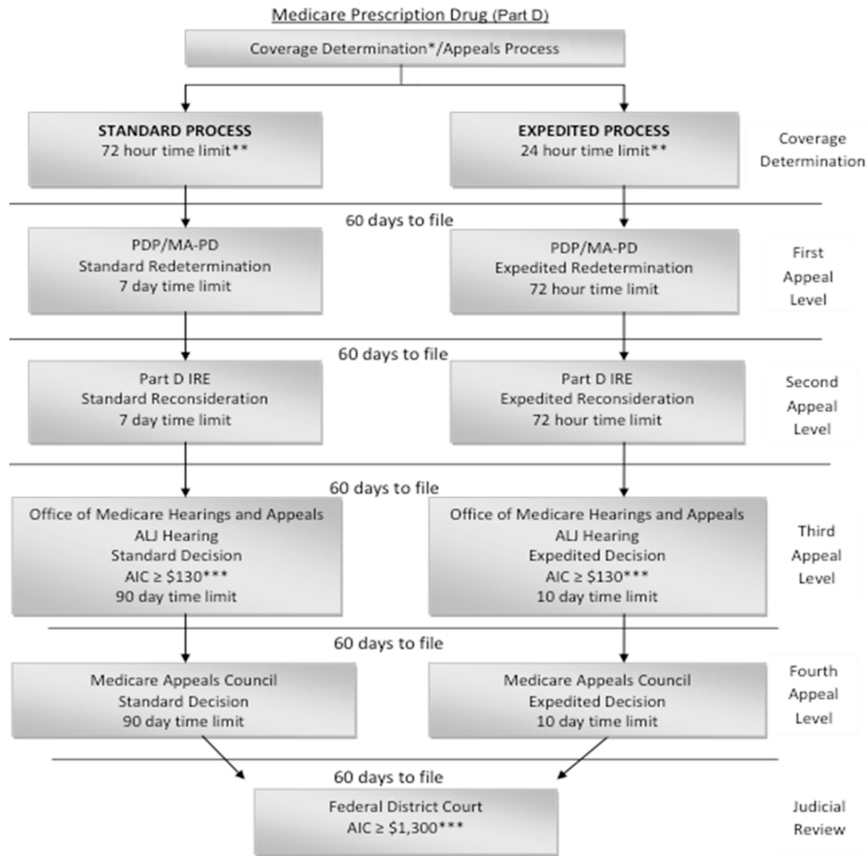 Medicare Prescription Drug (Part D)
Coverage Determination*/Appeals Process
STANDARD PROCESS
72 hour time limit**
EXPEDITED PROCESS
24 hour time limit**
Coverage
Determination
60 days to file
PDP/MA-PD
Standard Redetermination
7 day time limit
PDP/MA-PD
Expedited Redetermination
72 hour time limit
First
Appeal
Level
60 days to file
Part D IRE
Standard Reconsideration
7 day time limit
Part D IRE
Expedited Reconsideration
72 hour time limit
Second
Appeal
Level
60 days to file
Office of Medicare Hearings and Appeals
ALJ Hearing
Standard Decision
AIC ≥ $130***
90 day time limit
Office of Medicare Hearings and Appeals
ALJ Hearing
Expedited Decision
AIC ≥ $130***
10 day time limit
Third
Appeal
Level
60 days to file
Medicare Appeals Council
Standard Decision
90 day time limit
Medicare Appeals Council
Expedited Decision
10 day time limit
Fourth
Appeal
Level
60 days to file
Federal District Court
AIC ≥ $1,300***
Judicial
Review